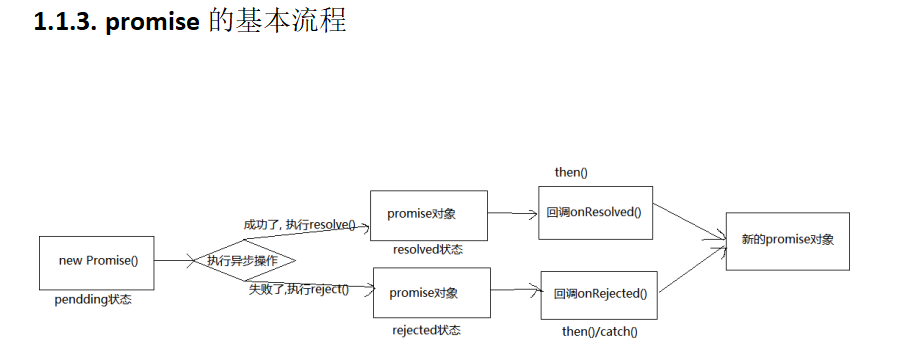 1.1.3. promise 的基本流程
then()
成功了, 执行resolve()
promise对象
回调onResolved()
resolved状态
new Promise()
pendding状态
执行异步操作
新的promise对象
失败了,执行reject()
promise对象
回调onRejected()
rejected状态
then()/catch()